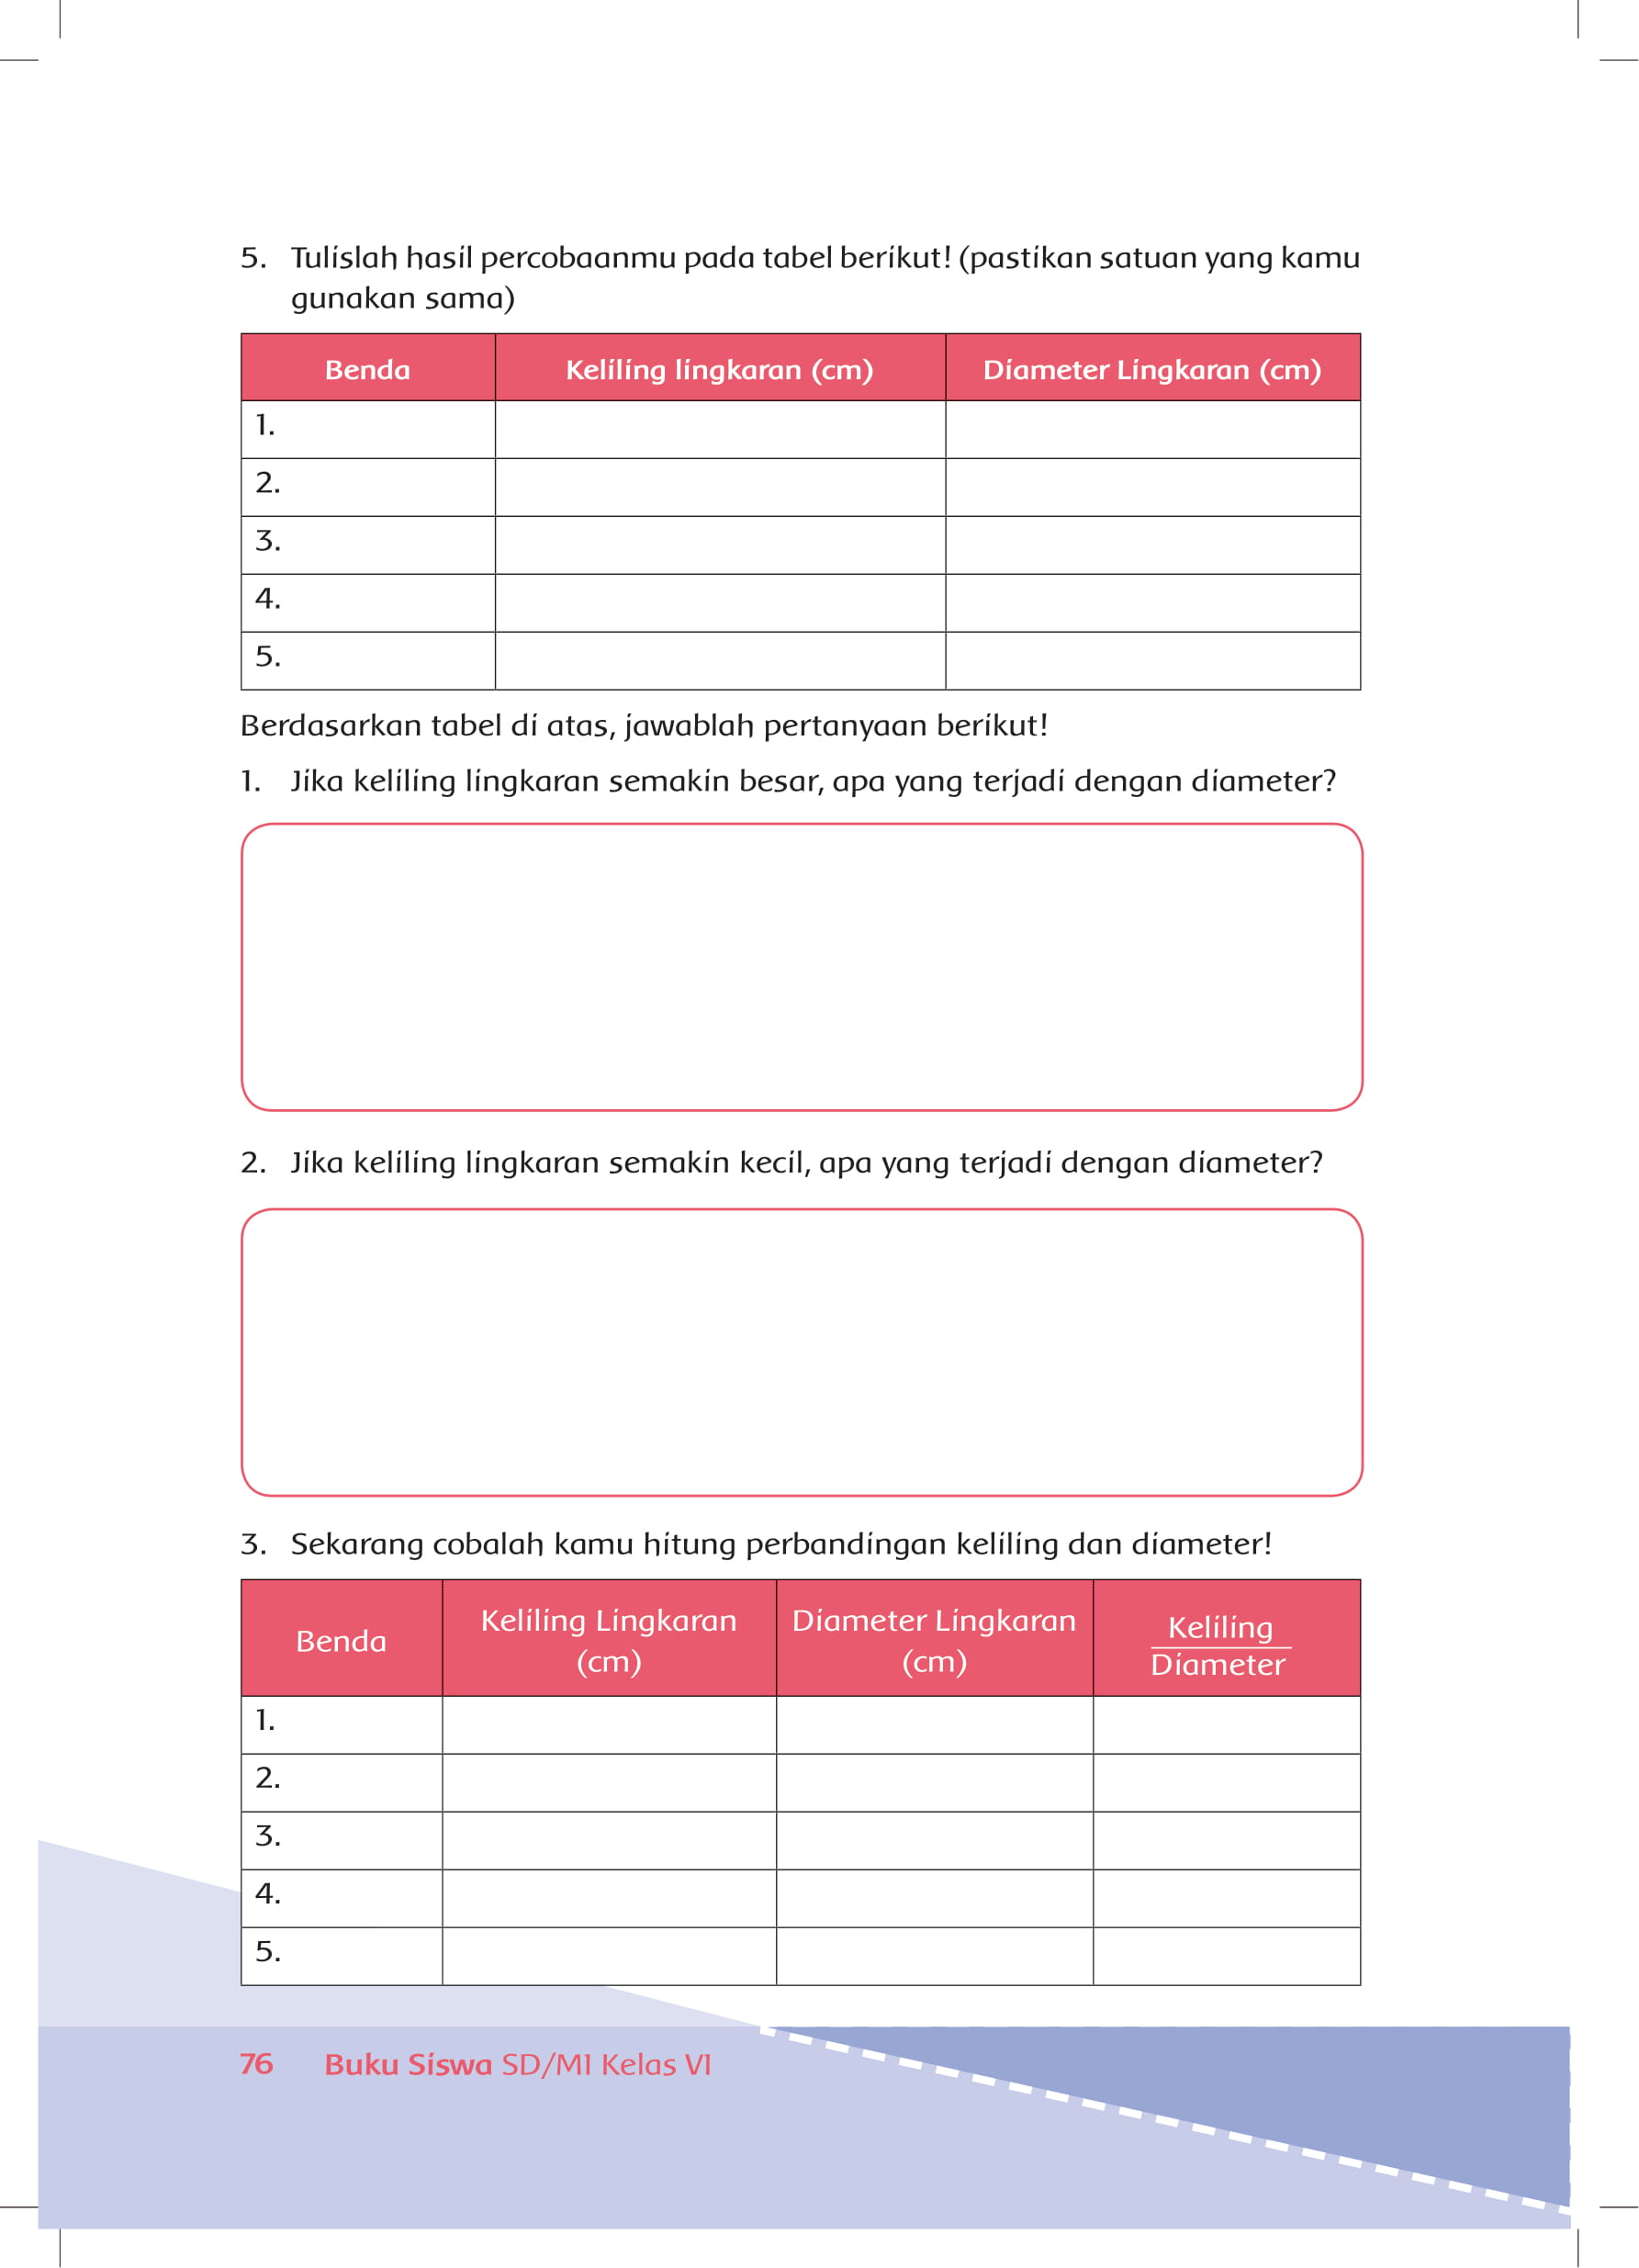 5. Tulislah hasil percobaanmu pada tabel berikut! (pastikan satuan yang kamu
gunakan sama)
Benda Keliling lingkaran (cm) Diameter Lingkaran (cm)
1.
2.
3.
4.
5.
Berdasarkan tabel di atas, jawablah pertanyaan berikut!
1. Jika keliling lingkaran semakin besar, apa yang terjadi dengan diameter?
2. Jika keliling lingkaran semakin kecil, apa yang terjadi dengan diameter?
3. Sekarang cobalah kamu hitung perbandingan keliling dan diameter!
Benda
Keliling Lingkaran
(cm)
Diameter Lingkaran
(cm)
Keliling
Diameter
1.
2.
3.
4.
5.
76 Buku Siswa SD/MI Kelas VI